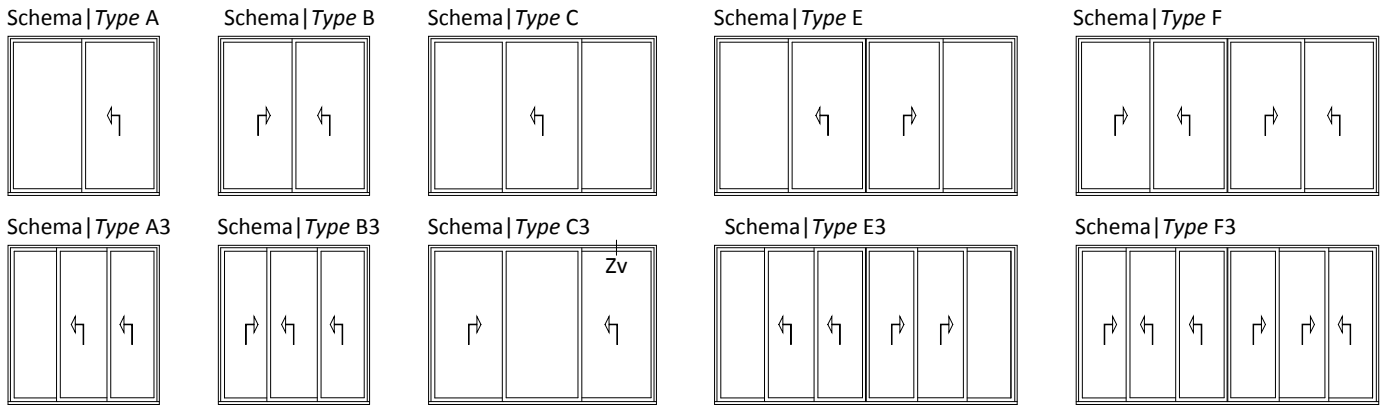 Schema|Type A
Schema|Type B
Schema|Type C
Schema|Type E
Schema|Type F
Schema|Type A3
Schema|Type B3
Schema|Type C3
Schema|Type E3
Schema|Type F3
Zv